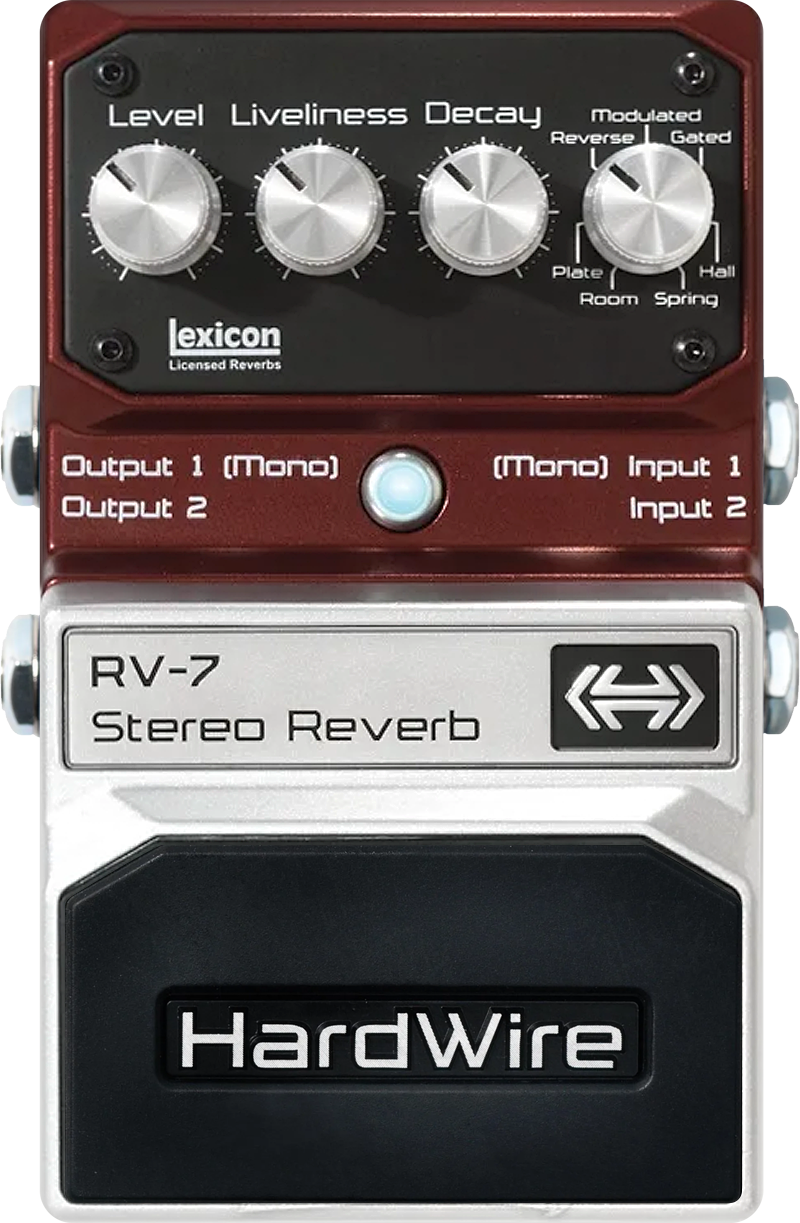 Level Liveliness Decay
Modulated
Reverse Gated
Plate Hall
Room Spring
lexicon
Licensed Reverbs
Output 1 (Mono) (Mono) Input 1
Output 2 Input 2
RV-7
Stereo Reverb
HardWire